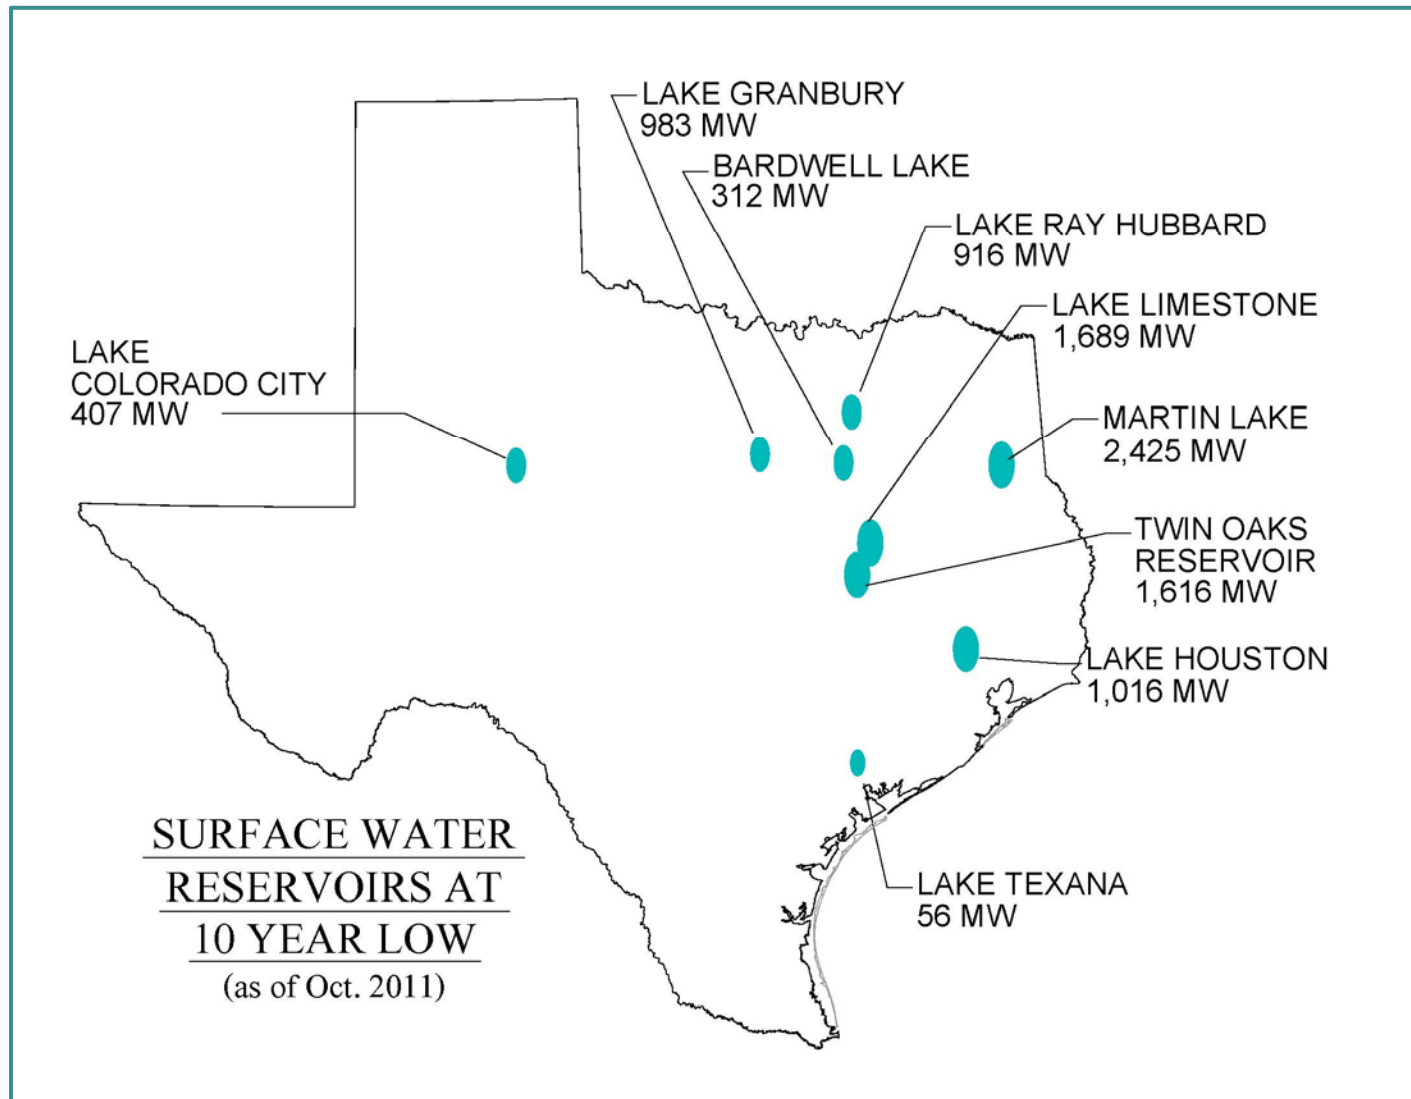 LAKE GRANBURY
983 MW
BARDWELL LAKE
312 MW
LAKE RAY HUBBARD
916 MW
LAKE LIMESTONE
1,689 MW
LAKE
COLORADO CITY
407 MW
MARTIN LAKE
2,425 MW
TWIN OAKS
RESERVOIR
1,616 MW
LAKE HOUSTON
1,016 MW
LAKE TEXANA
56 MW
SURFACE WATER
RESERVOIRS AT
10 YEAR LOW
(as of Oct. 2011)